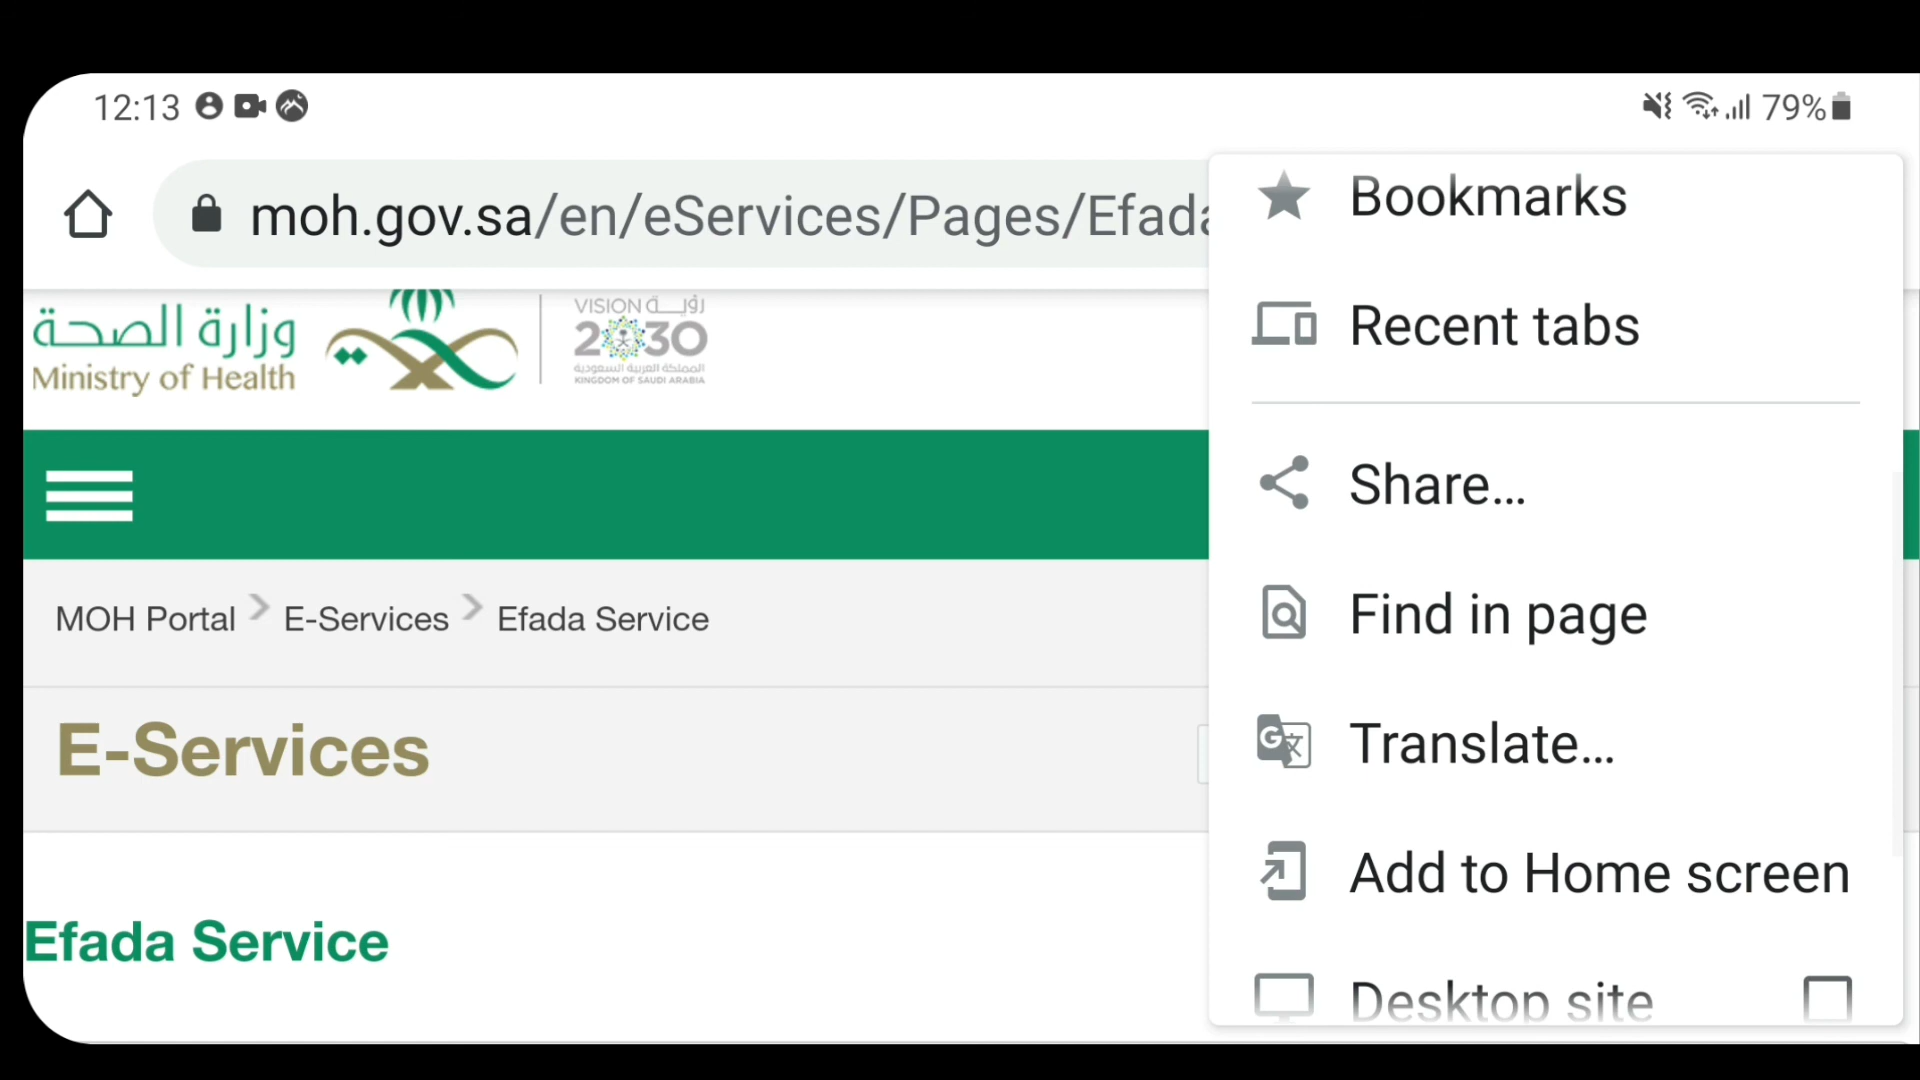 12:13
79%
moh.gov.sa/en/eServices/Pages/Efada
وزارة الصحة
Ministry of Health
VISION رؤيـــة
2030
المملكة العربية السعودية
KINGDOM OF SAUDI ARABIA
MOH Portal > E-Services > Efada Service
E-Services
Efada Service
Bookmarks
Recent tabs
Share...
Find in page
Translate...
Add to Home screen
Desktop site